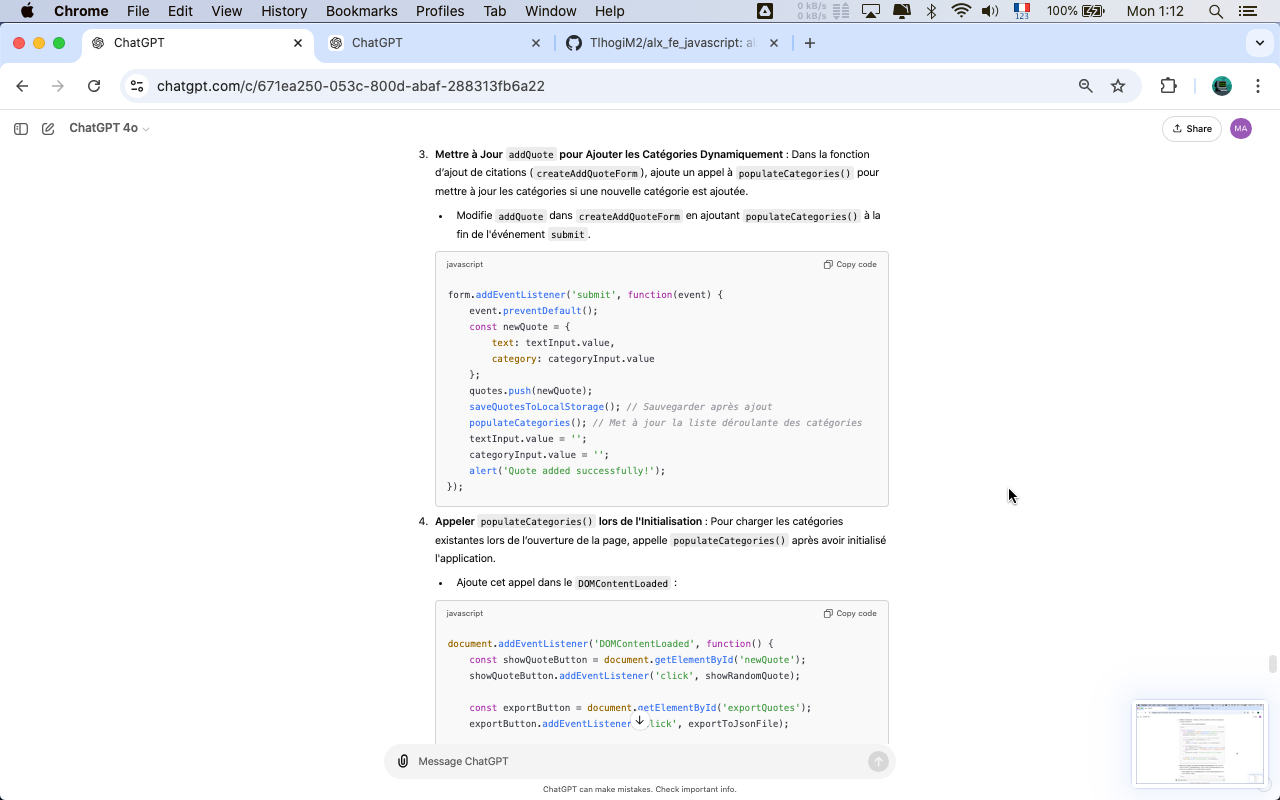 Chrome File Edit View History Bookmarks Profiles Tab Window Help 0 kB/s 0 kB/s 123 100% Mon 1:12
ChatGPT ChatGPT TlhogiM2/alx_fe_javascript: a
chatgpt.com/c/671ea250-053c-800d-abaf-288313fb6a22
ChatGPT 4o Share MA
3. Mettre à Jour addQuote pour Ajouter les Catégories Dynamiquement : Dans la fonction
d'ajout de citations (createAddQuoteForm), ajoute un appel à populateCategories() pour
mettre à jour les catégories si une nouvelle catégorie est ajoutée.
• Modifie addQuote dans createAddQuoteForm en ajoutant populateCategories() à la
fin de l'événement submit.
javascript Copy code
form.addEventListener('submit', function(event) {
event.preventDefault();
const newQuote = {
text: textInput.value,
category: categoryInput.value
};
quotes.push(newQuote);
saveQuotesToLocalStorage(); // Sauvegarder après ajout
populateCategories(); // Met à jour la liste déroulante des catégories
textInput.value = '';
categoryInput.value = '';
alert('Quote added successfully!');
});
4. Appeler populateCategories() lors de l'Initialisation : Pour charger les catégories
existantes lors de l'ouverture de la page, appelle populateCategories() après avoir initialisé
l'application.
• Ajoute cet appel dans le DOMContentLoaded :
javascript Copy code
document.addEventListener('DOMContentLoaded', function() {
const showQuoteButton = document.getElementById('newQuote');
showQuoteButton.addEventListener('click', showRandomQuote);
const exportButton = document.getElementById('exportQuotes');
exportButton.addEventListener lick', exportToJsonFile);
Message ChatGPT
ChatGPT can make mistakes. Check important info.